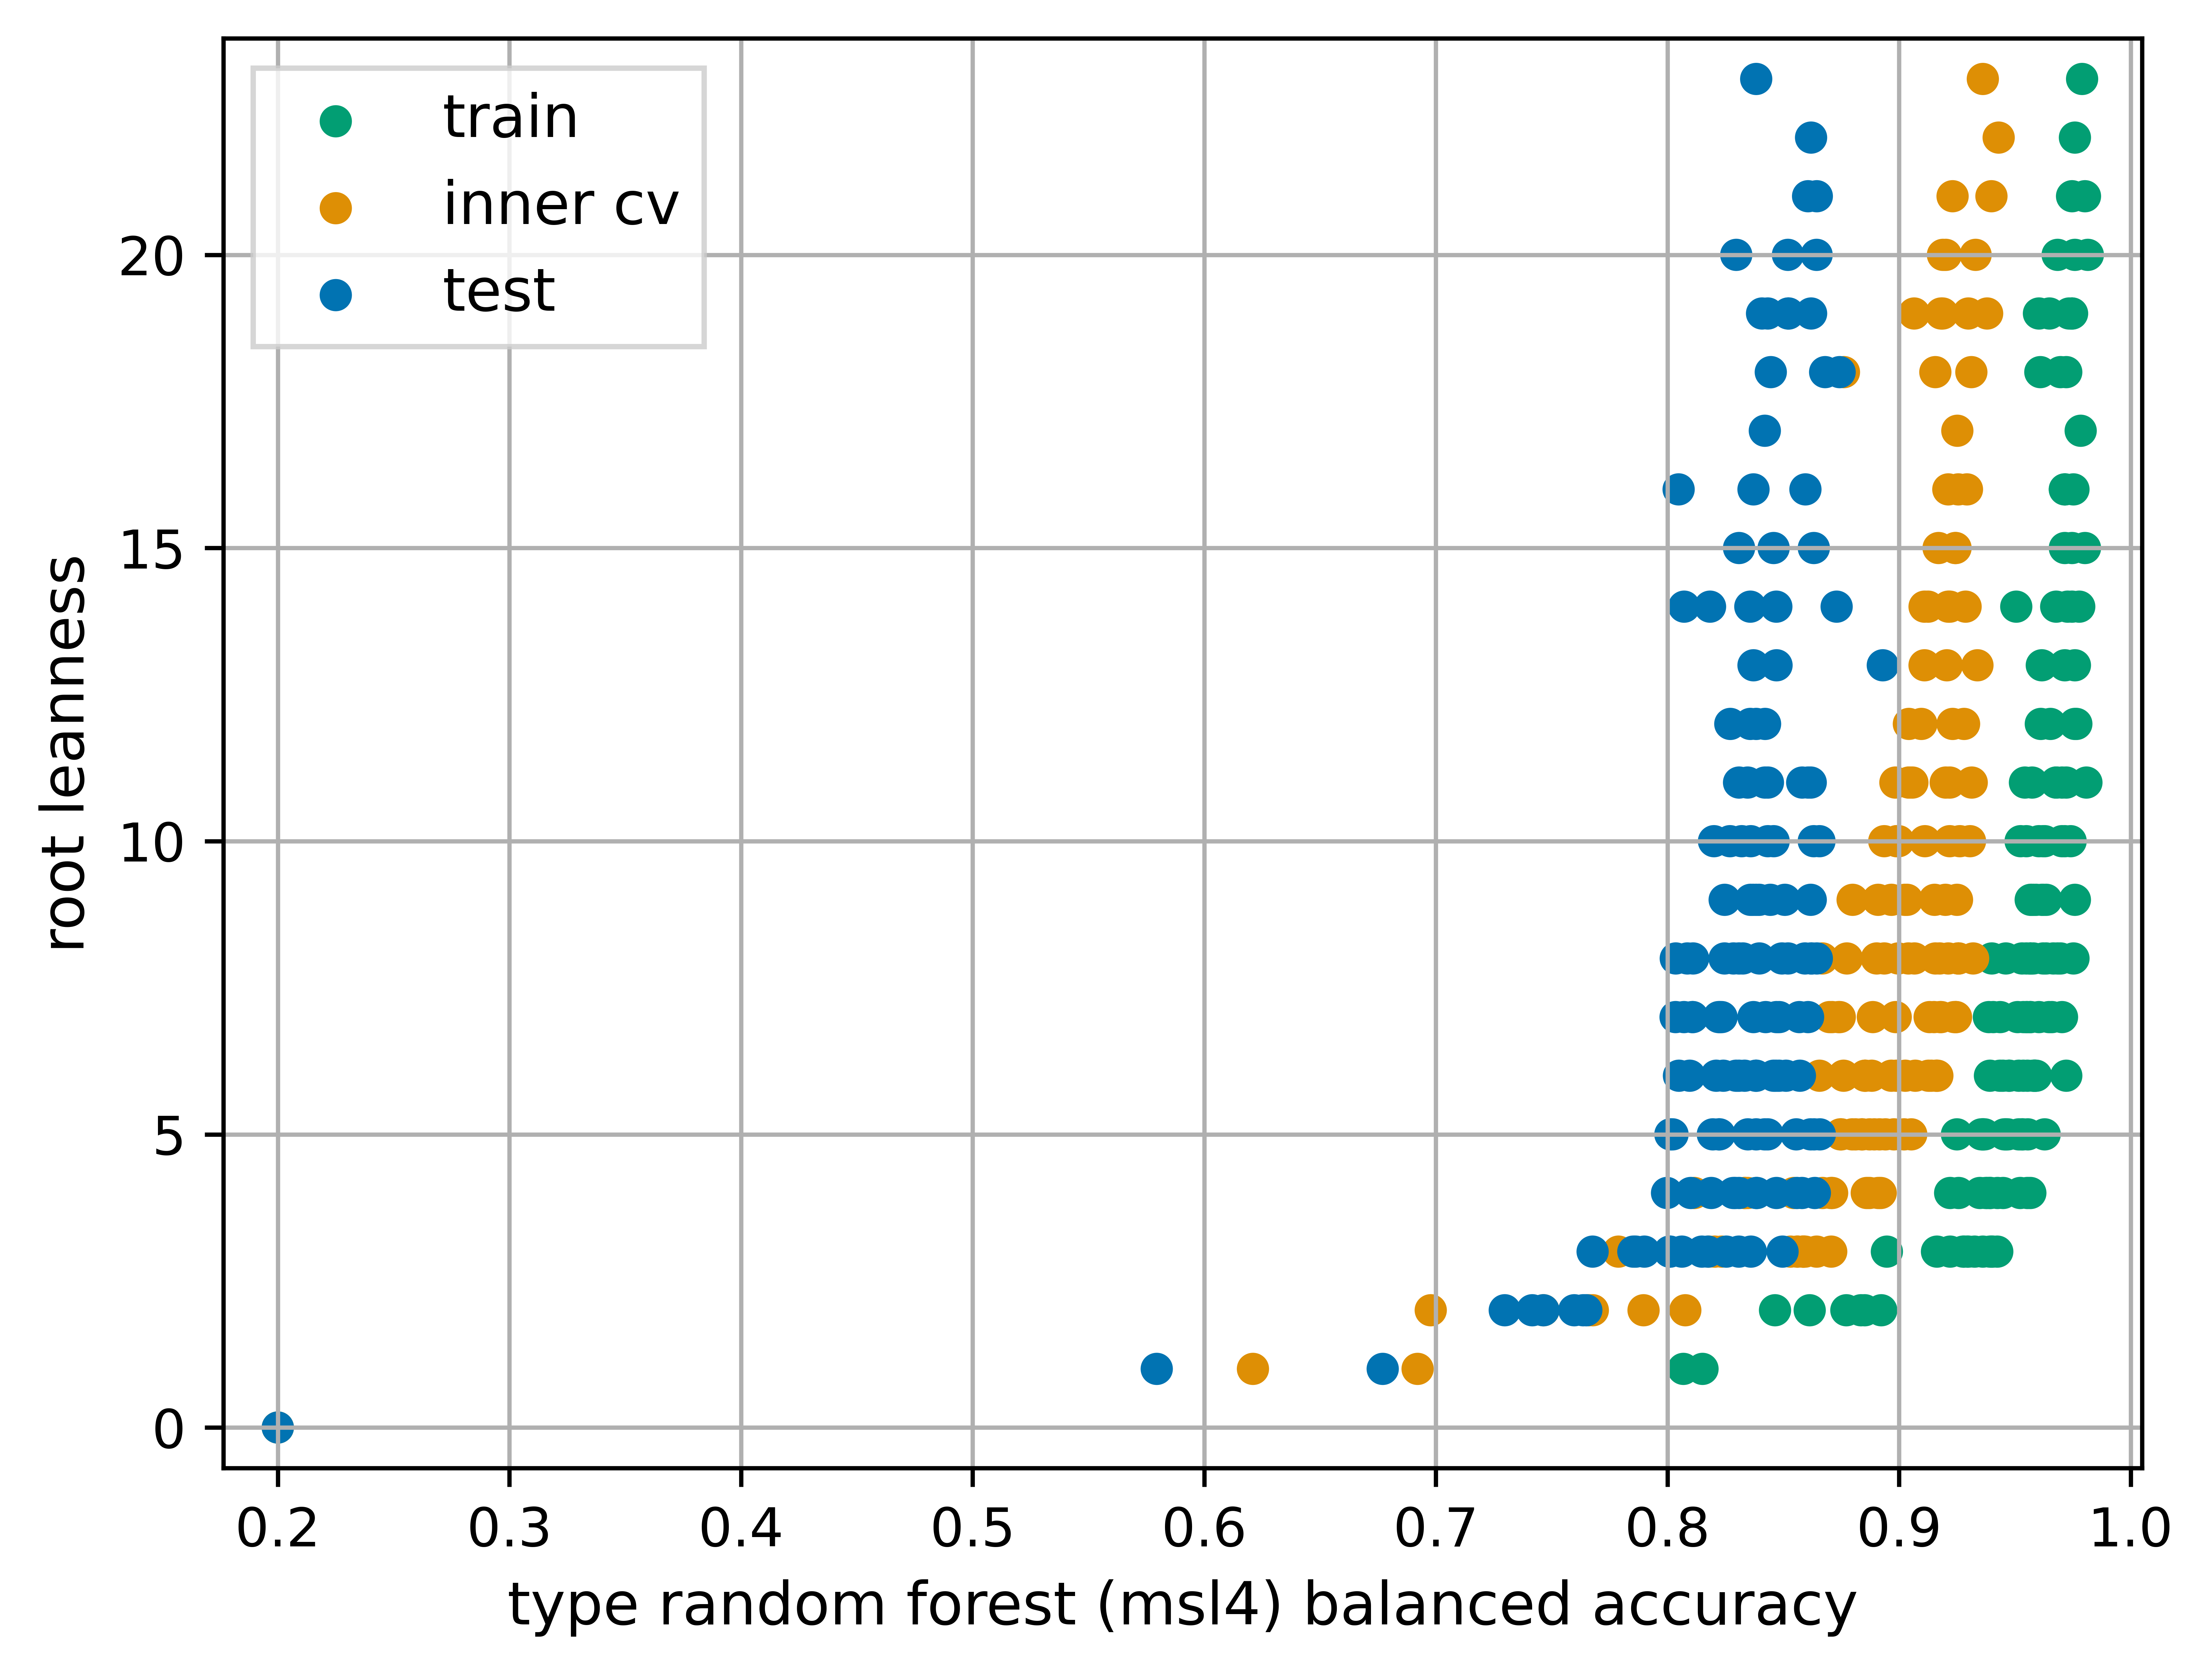 train
inner cv
test
20
15
10
5
0
root leanness
0.2 0.3 0.4 0.5 0.6 0.7 0.8 0.9 1.0
type random forest (msl4) balanced accuracy